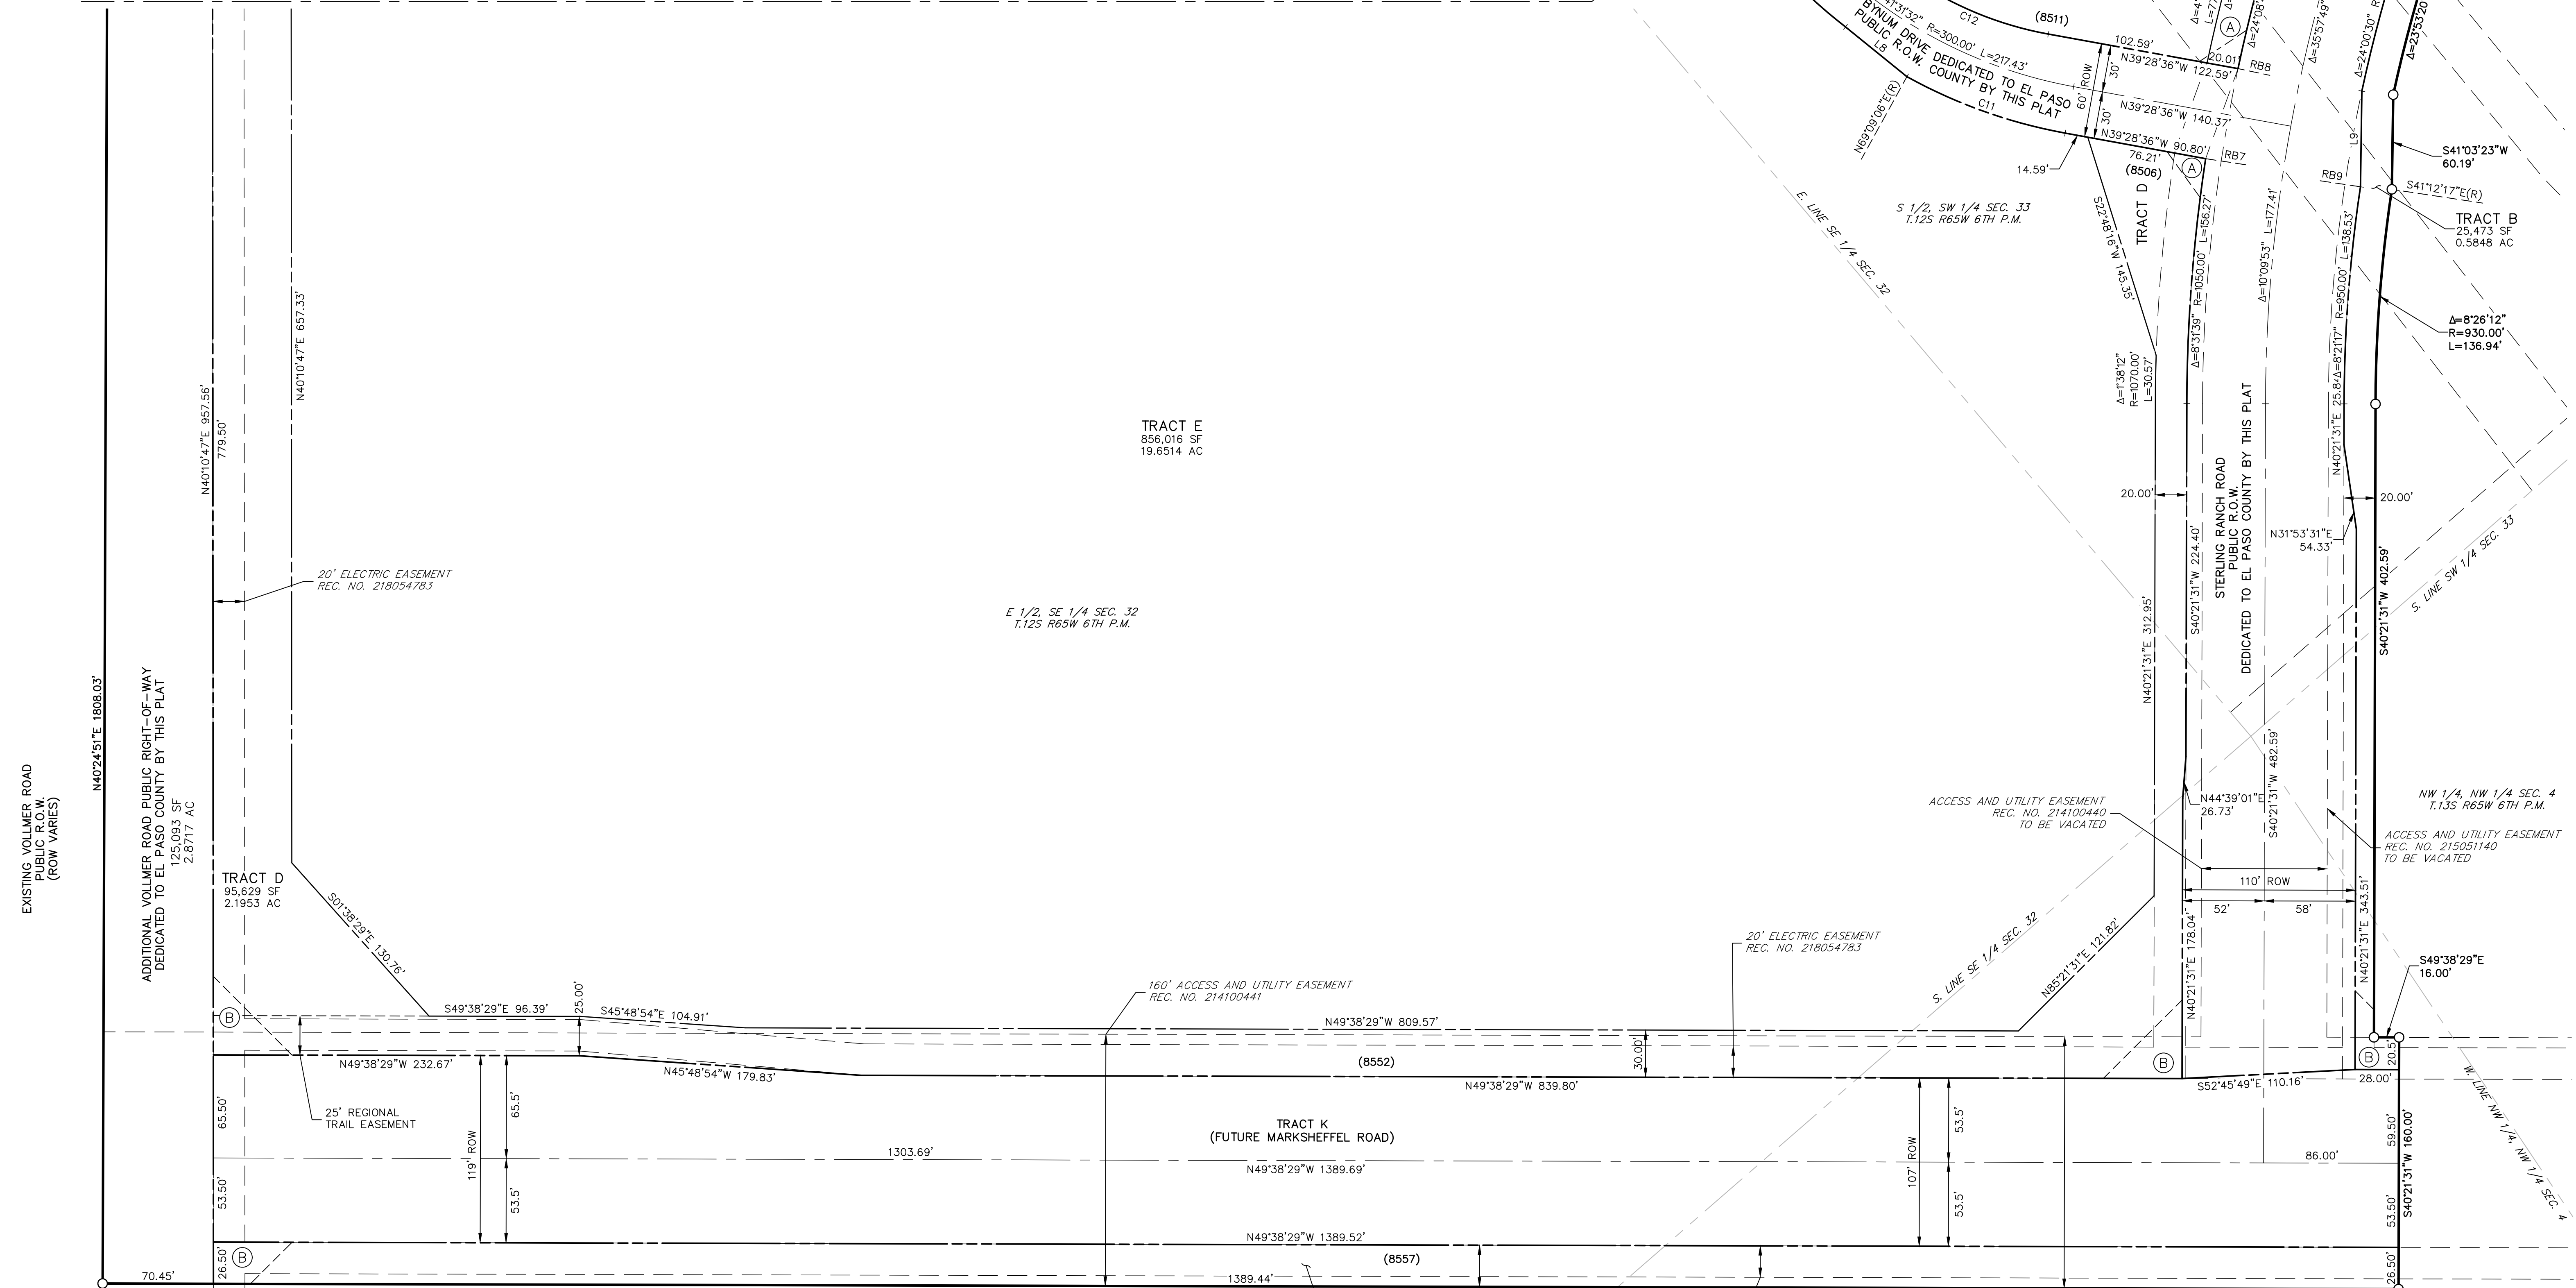 EXISTING VOLLMER ROAD
PUBLIC R.O.W.
(ROW VARIES)
N40°24'51"E 1808.03'
ADDITIONAL VOLLMER ROAD PUBLIC RIGHT-OF-WAY
DEDICATED TO EL PASO COUNTY BY THIS PLAT
125,093 SF
2.8717 AC
N40°10'47"E 957.56'
779.50'
N40°10'47"E 657.33'
20' ELECTRIC EASEMENT
REC. NO. 218054783
TRACT D
95,629 SF
2.1953 AC
S01°38'29"E 130.76'
B
S49°38'29"E 96.39'
25.00'
S45°48'54"E 104.91'
N49°38'29"W 809.57'
N49°38'29"W 232.67'
N45°48'54"W 179.83'
25' REGIONAL
TRAIL EASEMENT
65.50'
53.50'
26.50'
119' ROW
65.5'
53.5'
B
70.45'
TRACT E
856,016 SF
19.6514 AC
E 1/2, SE 1/4 SEC. 32
T.12S R65W 6TH P.M.
160' ACCESS AND UTILITY EASEMENT
REC. NO. 214100441
(8552)
30.00'
N49°38'29"W 839.80'
TRACT K
(FUTURE MARKSHEFFEL ROAD)
1303.69'
N49°38'29"W 1389.69'
N49°38'29"W 1389.52'
(8557)
1389.44'
20' ELECTRIC EASEMENT
REC. NO. 218054783
107' ROW
53.5'
53.5'
S. LINE SE 1/4 SEC. 32
N85°21'31"E 121.82'
E. LINE SE 1/4 SEC. 32
S 1/2, SW 1/4 SEC. 33
T.12S R65W 6TH P.M.
BYNUM DRIVE DEDICATED TO EL PASO
PUBLIC R.O.W. COUNTY BY THIS PLAT
41°31'32" R=300.00' L=217.43'
L8
C11
C12
(8511)
N69°09'06"E(R)
102.59'
20.01'
N39°28'36"W 122.59'
RB8
60' ROW
30'
30'
N39°28'36"W 140.37'
N39°28'36"W 90.80'
RB7
14.59'
76.21'
(8506)
A
A
TRACT D
S22°48'16"W 145.35'
Δ=1°38'12"
R=1070.00'
L=30.57'
Δ=8°31'39" R=1050.00' L=156.27'
Δ=10°09'53" L=177.41'
Δ=4°
L=77
Δ=24°08'
Δ=35°57'49"
Δ=24°00'30" R
Δ=23°53'20
L9
RB9
S41°03'23"W
60.19'
S41°12'17"E(R)
TRACT B
25,473 SF
0.5848 AC
Δ=8°21'17" R=950.00' L=138.53'
N40°21'31"E 25.84'
Δ=8°26'12"
R=930.00'
L=136.94'
20.00'
20.00'
N31°53'31"E
54.33'
STERLING RANCH ROAD
PUBLIC R.O.W.
DEDICATED TO EL PASO COUNTY BY THIS PLAT
S40°21'31"W 224.40'
N40°21'31"E 312.95'
S40°21'31"W 402.59'
S. LINE SW 1/4 SEC. 33
S40°21'31"W 482.59'
N44°39'01"E
26.73'
ACCESS AND UTILITY EASEMENT
REC. NO. 214100440
TO BE VACATED
NW 1/4, NW 1/4 SEC. 4
T.13S R65W 6TH P.M.
ACCESS AND UTILITY EASEMENT
REC. NO. 215051140
TO BE VACATED
110' ROW
52'
58'
N40°21'31"E 178.04'
N40°21'31"E 343.51'
S49°38'29"E
16.00'
B
B
20.5'
S52°45'49"E 110.16'
28.00'
59.50'
S40°21'31"W 160.00'
86.00'
53.50'
26.50'
W. LINE NW 1/4, NW 1/4 SEC. 4